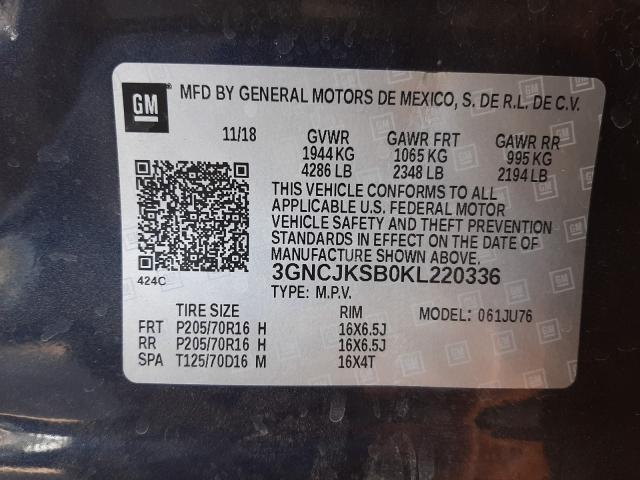 GM ® MFD BY GENERAL MOTORS DE MEXICO, S. DE R.L. DE C.V.
11/18 GVWR GAWR FRT GAWR RR
1944 KG 1065 KG 995 KG
4286 LB 2348 LB 2194 LB
THIS VEHICLE CONFORMS TO ALL
APPLICABLE U.S. FEDERAL MOTOR
VEHICLE SAFETY AND THEFT PREVENTION
STANDARDS IN EFFECT ON THE DATE OF
MANUFACTURE SHOWN ABOVE.
3GNCJKSB0KL220336
424C TYPE: M.P.V.
TIRE SIZE RIM MODEL: 061JU76
FRT P205/70R16 H 16X6.5J
RR P205/70R16 H 16X6.5J
SPA T125/70D16 M 16X4T